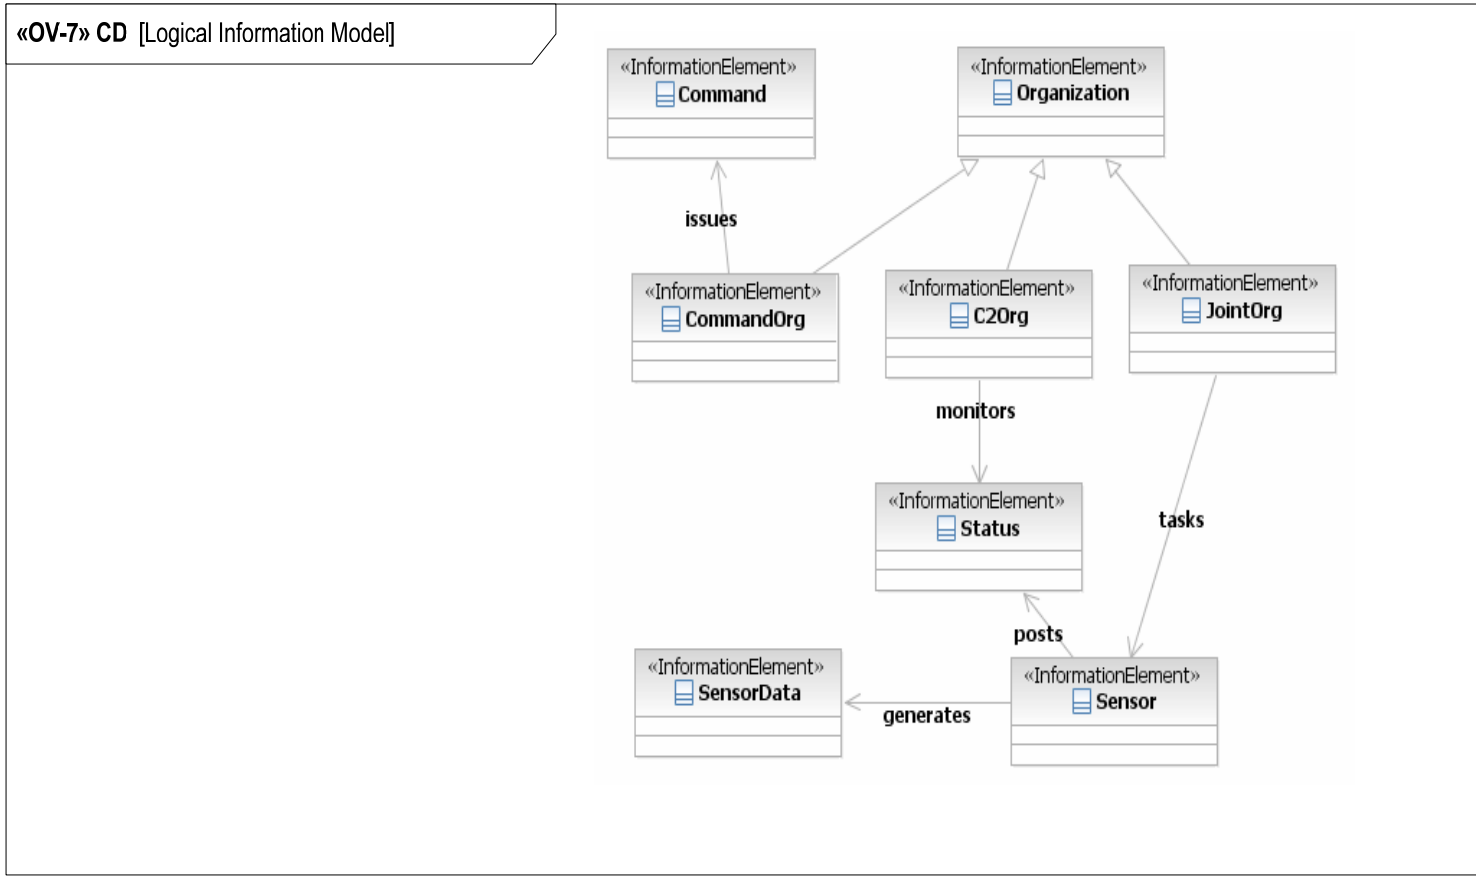 «OV-7» CD [Logical Information Model]
«InformationElement»
Command
«InformationElement»
Organization
issues
«InformationElement»
CommandOrg
«InformationElement»
C2Org
«InformationElement»
JointOrg
monitors
«InformationElement»
Status
tasks
posts
«InformationElement»
SensorData
generates
«InformationElement»
Sensor